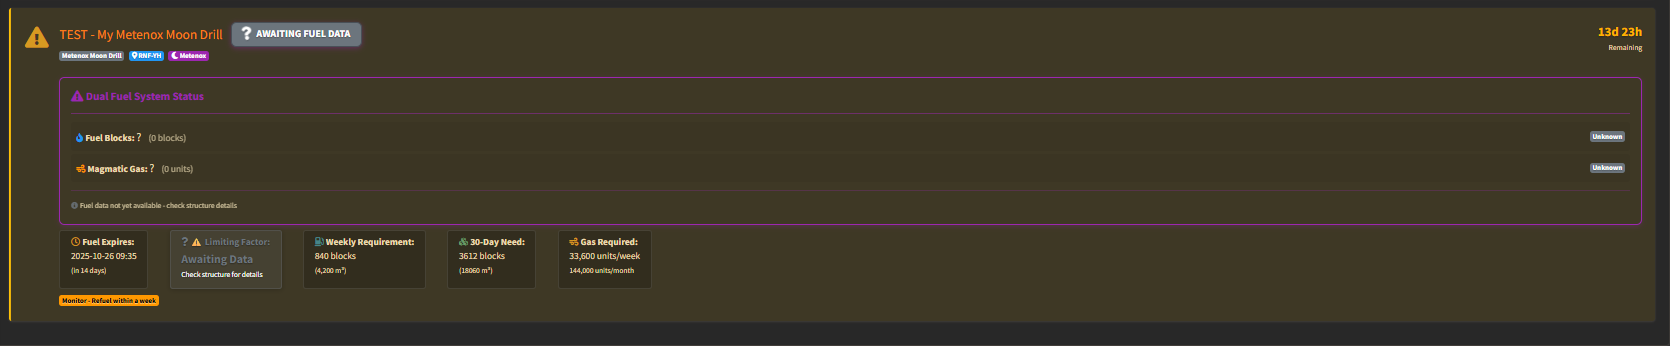 TEST - My Metenox Moon Drill ? AWAITING FUEL DATA
13d 23h
Remaining
Metenox Moon Drill RNF-YH Metenox
Dual Fuel System Status
Fuel Blocks: ? (0 blocks) Unknown
Magmatic Gas: ? (0 units) Unknown
Fuel data not yet available - check structure details
Fuel Expires:
2025-10-26 09:35
(in 14 days)
? Limiting Factor:
Awaiting Data
Check structure for details
Weekly Requirement:
840 blocks
(4,200 m³)
30-Day Need:
3612 blocks
(18060 m³)
Gas Required:
33,600 units/week
144,000 units/month
Monitor - Refuel within a week